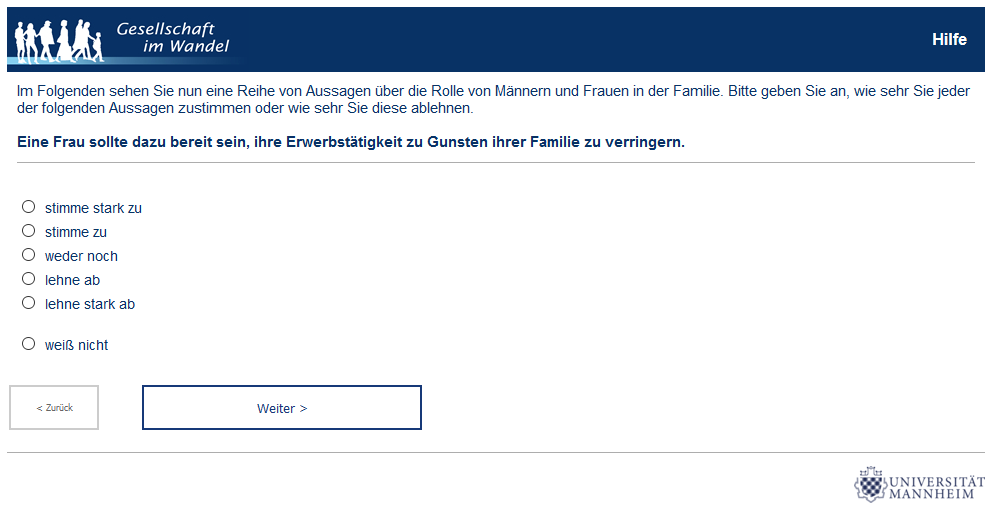 Gesellschaft
im Wandel
Hilfe
Im Folgenden sehen Sie nun eine Reihe von Aussagen über die Rolle von Männern und Frauen in der Familie. Bitte geben Sie an, wie sehr Sie jeder
der folgenden Aussagen zustimmen oder wie sehr Sie diese ablehnen.
Eine Frau sollte dazu bereit sein, ihre Erwerbstätigkeit zu Gunsten ihrer Familie zu verringern.
stimme stark zu
stimme zu
weder noch
lehne ab
lehne stark ab
weiß nicht
< Zurück
Weiter >
UNIVERSITÄT
MANNHEIM